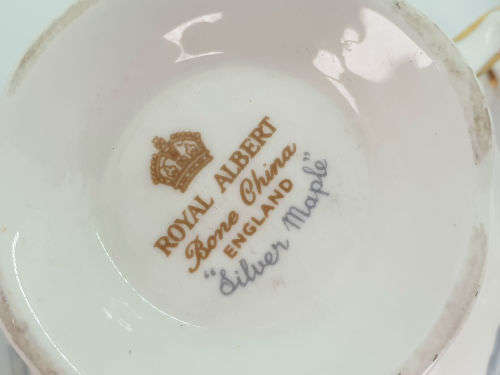 ROYAL ALBERT
Bone China
ENGLAND
"Silver Maple"